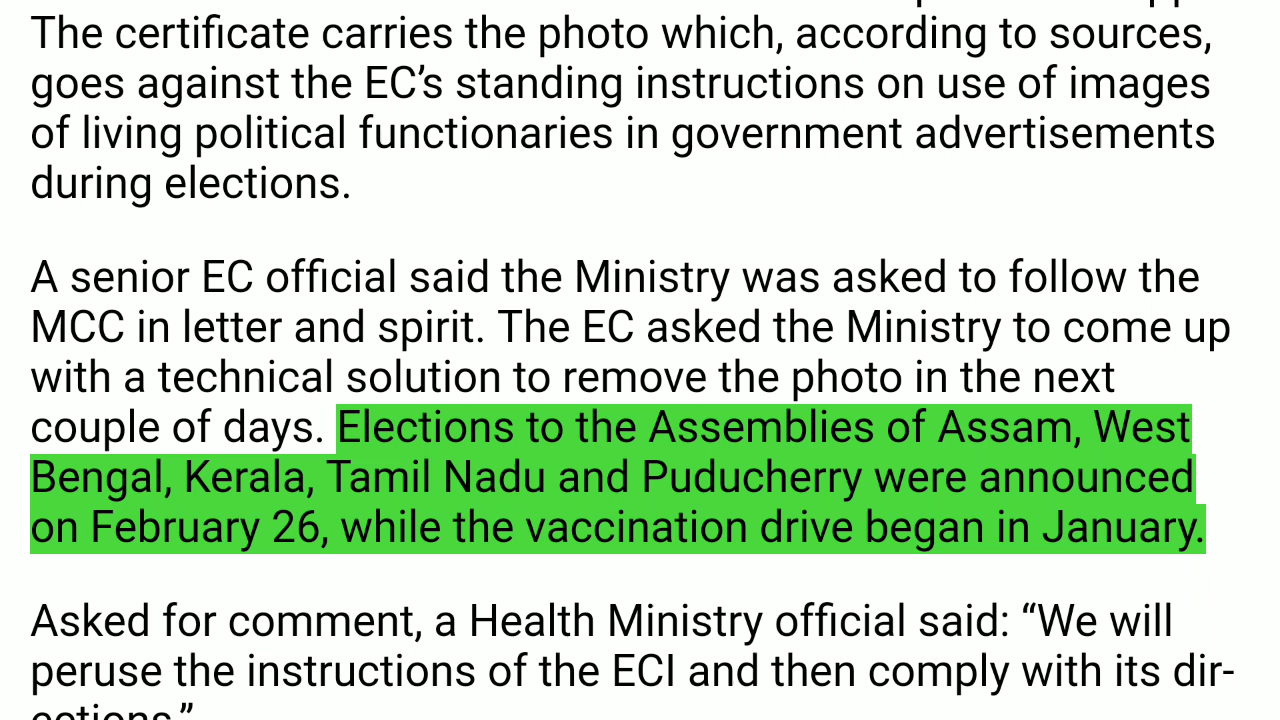 The certificate carries the photo which, according to sources,
goes against the EC’s standing instructions on use of images
of living political functionaries in government advertisements
during elections.
A senior EC official said the Ministry was asked to follow the
MCC in letter and spirit. The EC asked the Ministry to come up
with a technical solution to remove the photo in the next
couple of days. Elections to the Assemblies of Assam, West
Bengal, Kerala, Tamil Nadu and Puducherry were announced
on February 26, while the vaccination drive began in January.
Asked for comment, a Health Ministry official said: “We will
peruse the instructions of the ECI and then comply with its dir-
ections.”